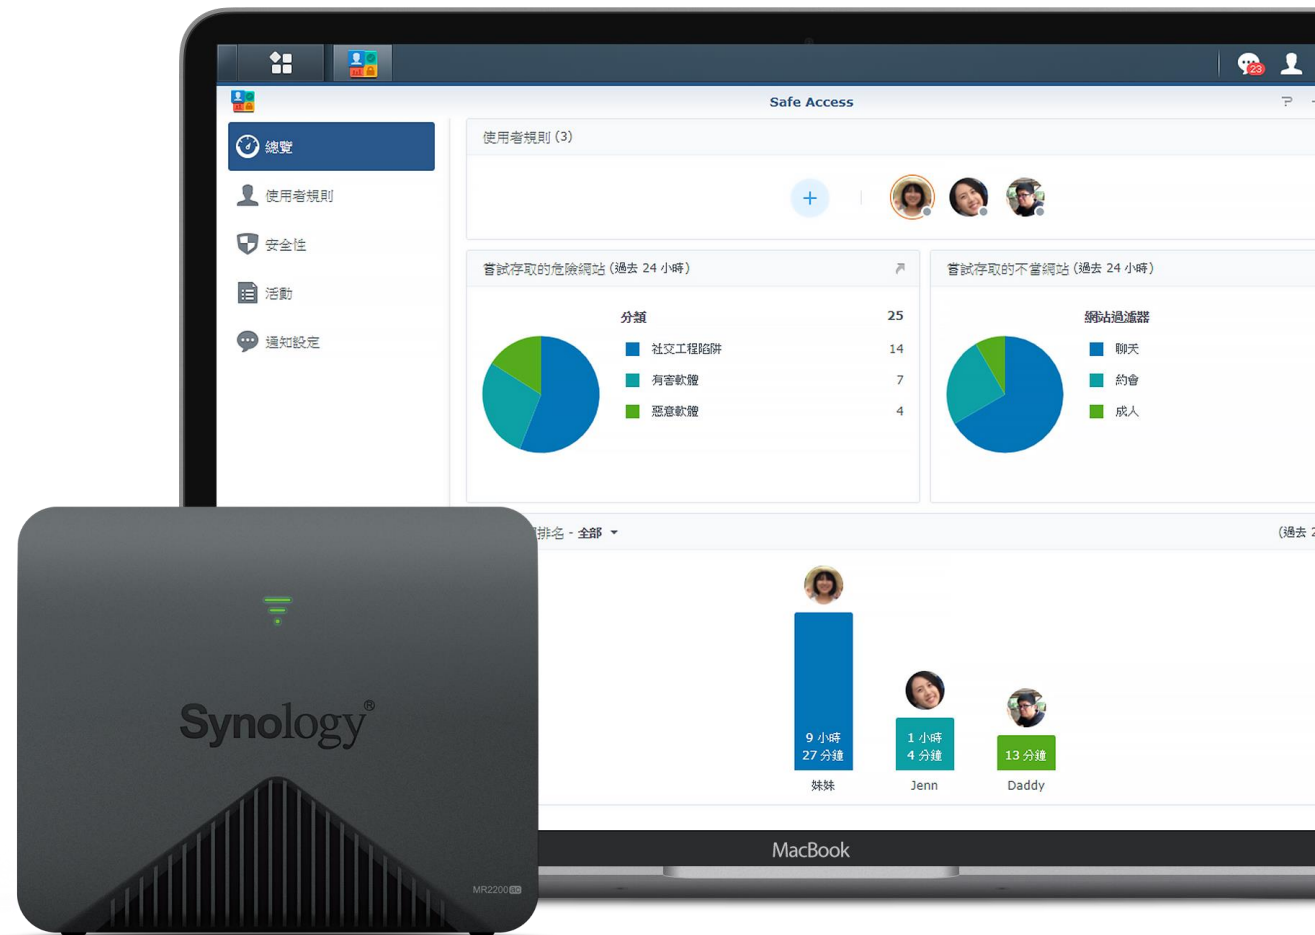 23
Safe Access
?
總覽
使用者規則
安全性
活動
通知設定
使用者規則 (3)
+
嘗試存取的危險網站 (過去 24 小時)
分類 25
社交工程陷阱 14
有害軟體 7
惡意軟體 4
嘗試存取的不當網站 (過去 24 小時)
網站過濾器
聊天
約會
成人
排名 - 全部
(過去 2
9 小時
27 分鐘
妹妹
1 小時
4 分鐘
Jenn
13 分鐘
Daddy
MacBook
Synology®
MR2200ac